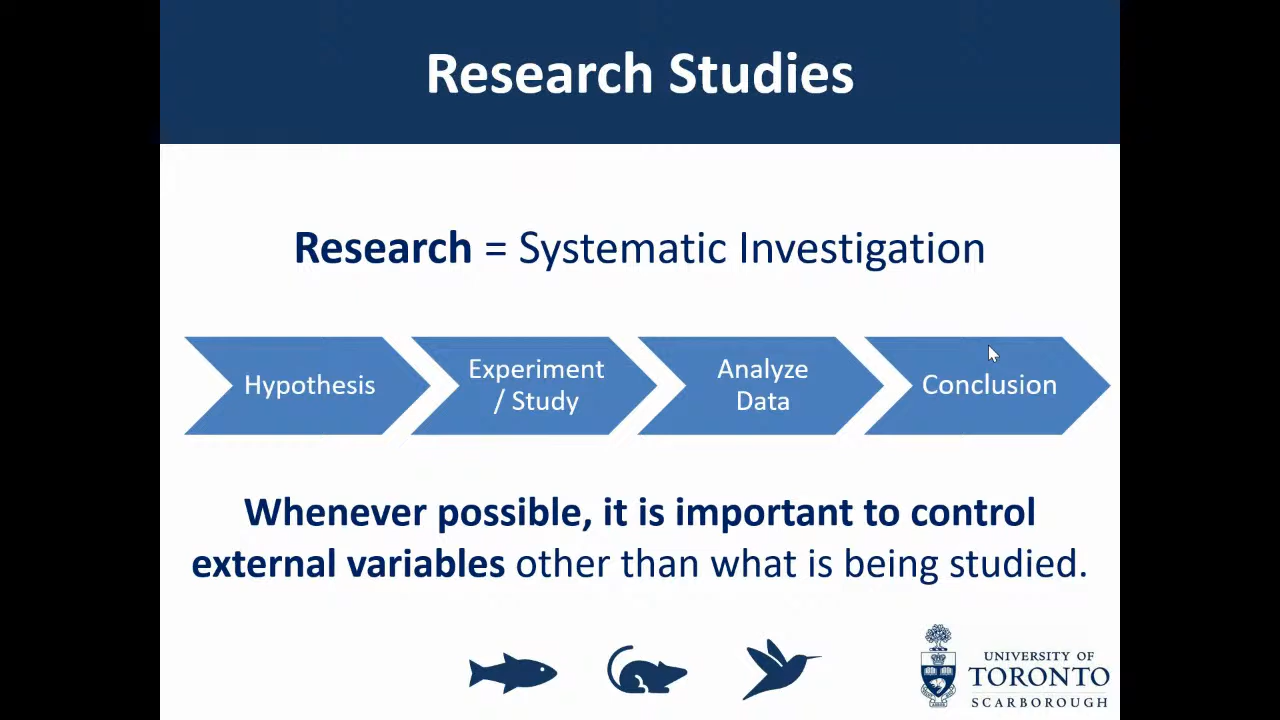 Research Studies
Research = Systematic Investigation
Hypothesis
Experiment
/ Study
Analyze
Data
Conclusion
Whenever possible, it is important to control
external variables other than what is being studied.
UNIVERSITY OF
TORONTO
SCARBOROUGH